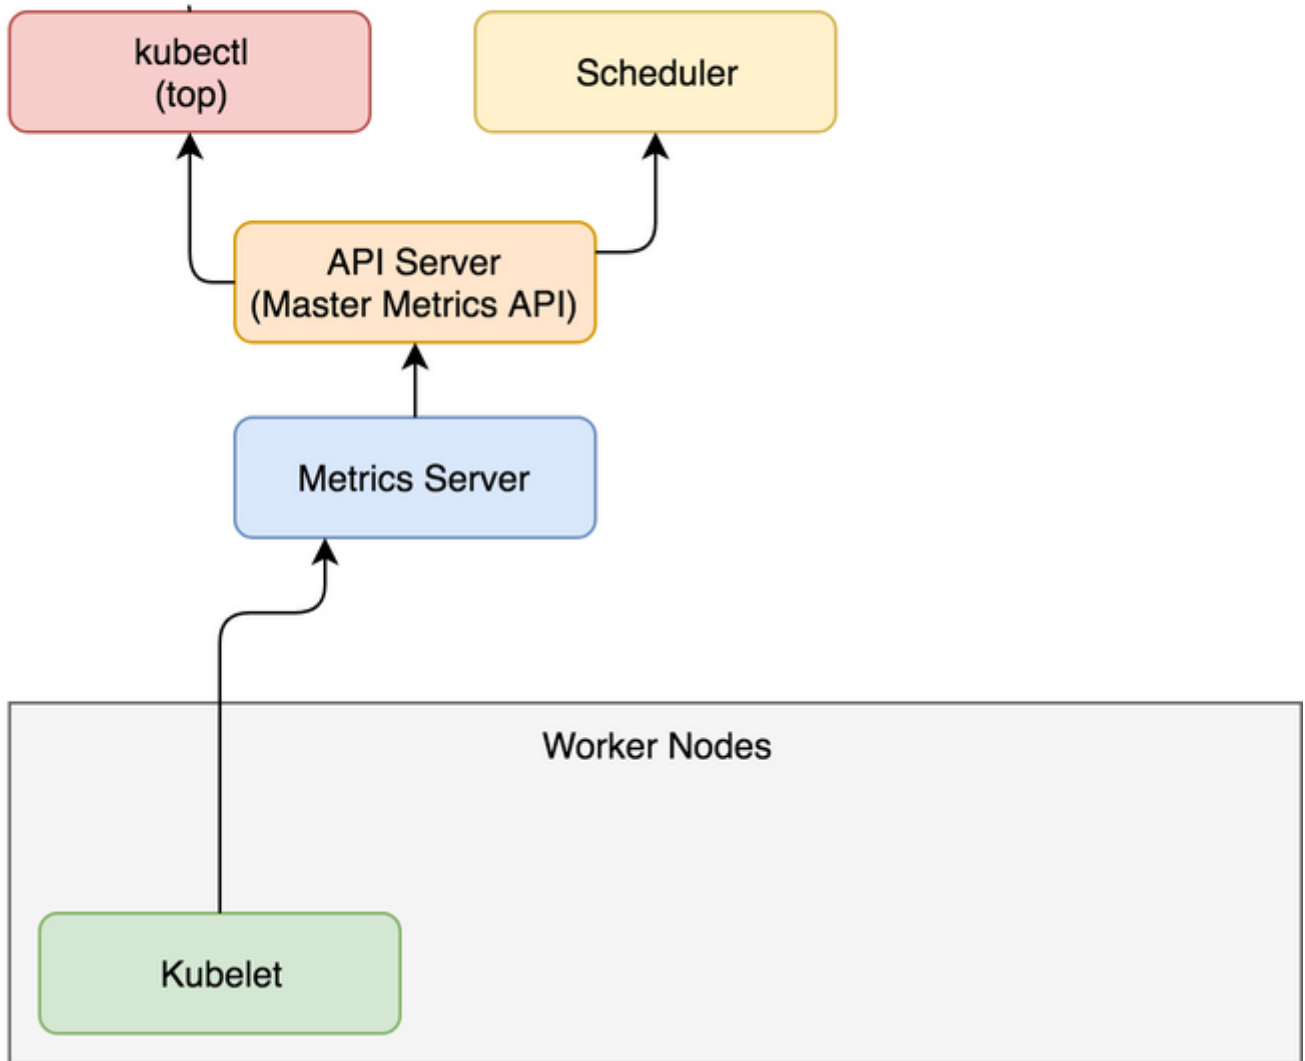 kubectl
(top)
Scheduler
API Server
(Master Metrics API)
Metrics Server
Worker Nodes
Kubelet